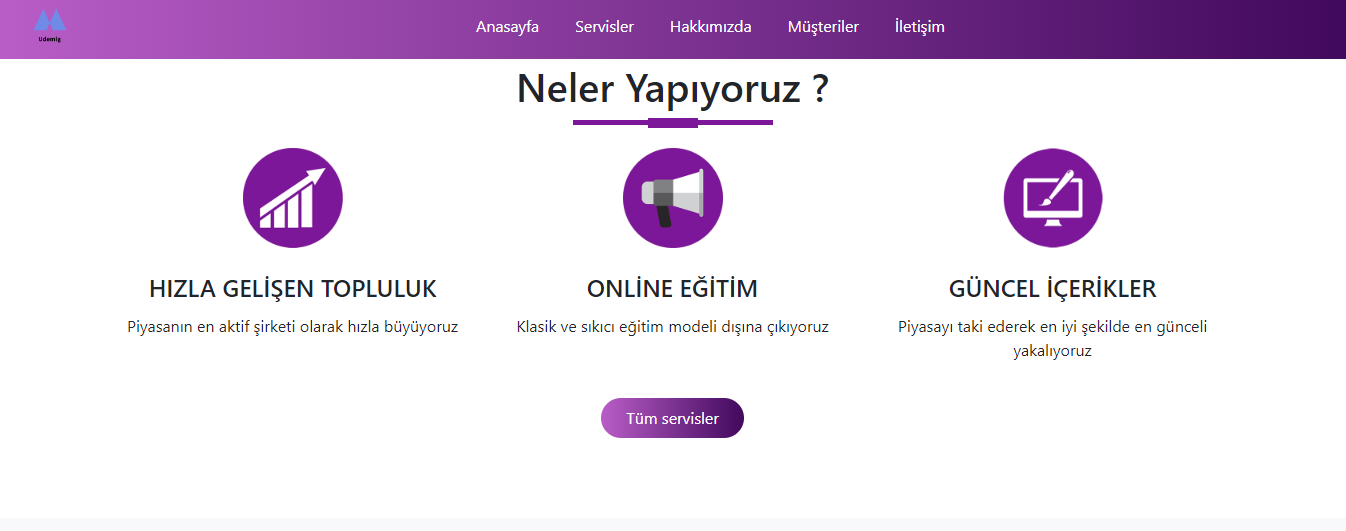 Udemig
Anasayfa Servisler Hakkımızda Müşteriler İletişim
Neler Yapıyoruz ?
HIZLA GELİŞEN TOPLULUK
Piyasanın en aktif şirketi olarak hızla büyüyoruz
ONLİNE EĞİTİM
Klasik ve sıkıcı eğitim modeli dışına çıkıyoruz
GÜNCEL İÇERİKLER
Piyasayı taki ederek en iyi şekilde en günceli
yakalıyoruz
Tüm servisler